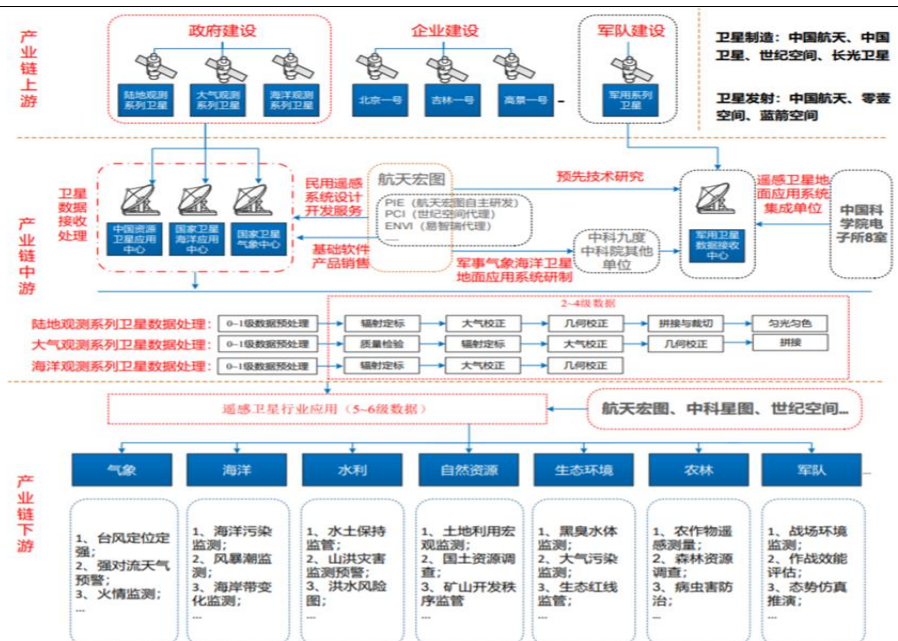 产业链上游
政府建设
企业建设
军队建设
陆地观测
系列卫星
大气观测
系列卫星
海洋观测
系列卫星
北京一号
吉林一号
高景一号
军用系列
卫星
卫星制造：中国航天、中国
卫星、世纪空间、长光卫星
卫星发射：中国航天、零壹
空间、蓝箭空间
产业链中游
卫星
数据
接收
处理
中国资源
卫星应用
中心
国家卫星
海洋应用
中心
国家卫星
气象中心
民用遥感
系统设计
开发服务
基础软件
产品销售
航天宏图
PIE（航天宏图自主研发）
PCI（世纪空间代理）
ENVI（易智瑞代理）
...
预先技术研究
军事气象海洋卫星
地面应用系统研制
中科九度
中科院其他
单位
军用卫星
数据接收
中心
遥感卫星地
面应用系统
集成单位
中国科
学院电
子所8室
2~4级数据
陆地观测系列卫星数据处理：
0~1级数据预处理
辐射定标
大气校正
几何校正
拼接与裁切
匀光匀色
大气观测系列卫星数据处理：
0~1级数据预处理
质量检验
辐射定标
大气校正
几何校正
拼接
海洋观测系列卫星数据处理：
0~1级数据预处理
辐射定标
大气校正
几何校正
产业链下游
遥感卫星行业应用（5~6级数据）
航天宏图、中科星图、世纪空间...
气象
海洋
水利
自然资源
生态环境
农林
军队
...
1、台风定位定
强；
2、强对流天气
预警；
3、火情监测；
...
1、海洋污染
监测；
2、风暴潮监
测；
3、海岸带变
化监测；
...
1、水土保持
监管；
2、山洪灾害
监测预警；
3、洪水风险
图；
...
1、土地利用宏
观监测；
2、国土资源调
查；
3、矿山开发秩
序监管
...
1、黑臭水体
监测；
2、大气污染
监测；
3、生态红线
监管；
...
1、农作物遥
感测量；
2、森林资源
调查；
3、病虫害防
治；
...
1、战场环境
监测；
2、作战效能
评估；
3、态势仿真
推演；
...